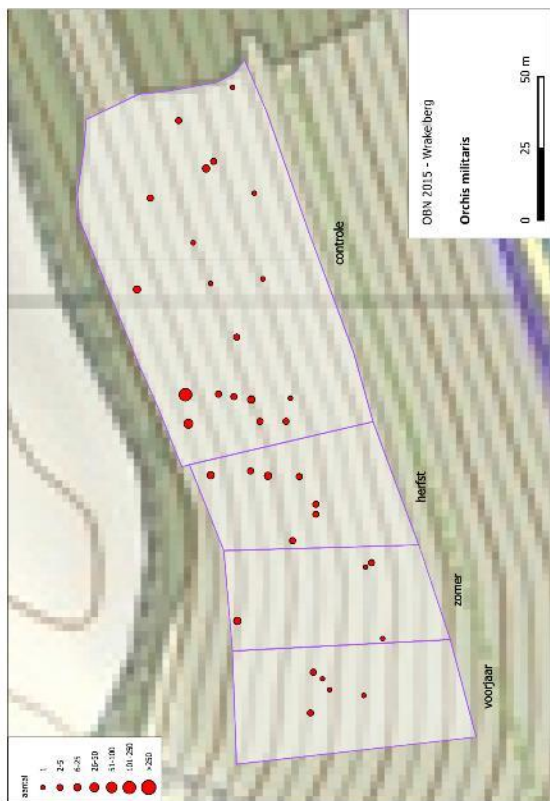 aantal
1
2-5
6-25
26-50
51-100
101-250
>250
voorjaar
zomer
herfst
controle
OBN 2015 - Wrakelberg
Orchis militaris
0 25 50 m